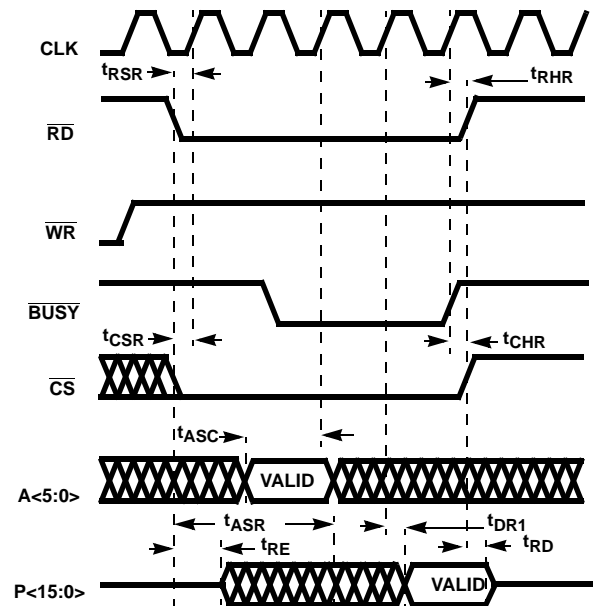 CLK
tRSR
tRHR
RD
WR
BUSY
tCSR
tCHR
CS
tASC
VALID
A<5:0>
tASR
tDR1
tRE
tRD
P<15:0>
VALID